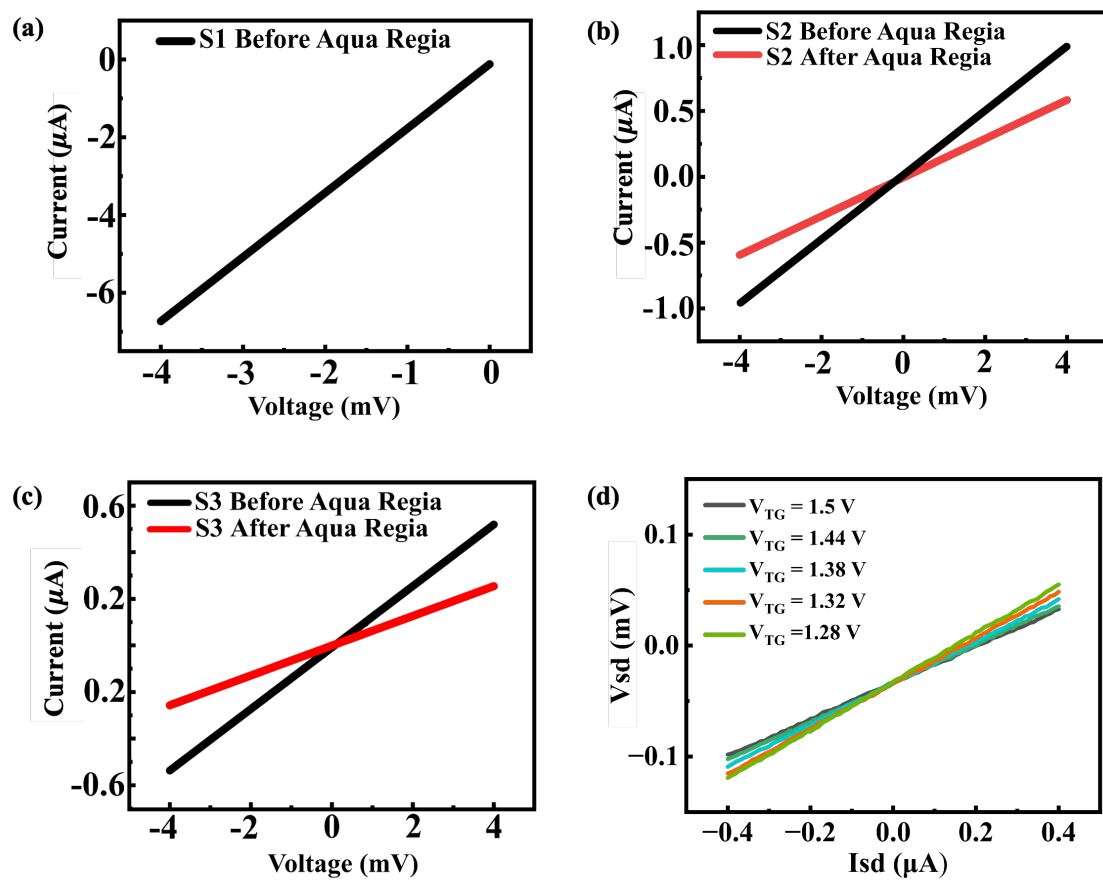 (a)
S1 Before Aqua Regia
Current (μA)
0
-2
-4
-6
-4
-3
-2
-1
0
Voltage (mV)
(b)
S2 Before Aqua Regia
S2 After Aqua Regia
Current (μA)
1.0
0.5
0.0
-0.5
-1.0
-4
-2
0
2
4
Voltage (mV)
(c)
S3 Before Aqua Regia
S3 After Aqua Regia
Current (μA)
0.6
0.2
0.2
-0.6
-4
-2
0
2
4
Voltage (mV)
(d)
V_TG = 1.5 V
V_TG = 1.44 V
V_TG = 1.38 V
V_TG = 1.32 V
V_TG =1.28 V
Vsd (mV)
0.1
0.0
−0.1
−0.4
−0.2
0.0
0.2
0.4
Isd (μA)